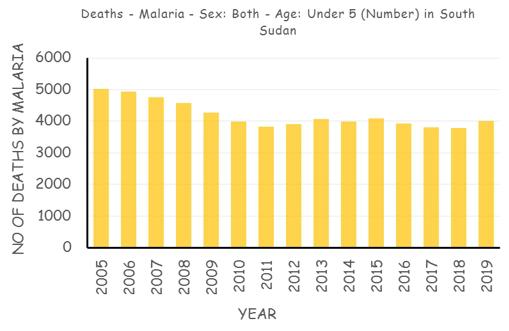 Deaths - Malaria - Sex: Both - Age: Under 5 (Number) in South
Sudan
NO OF DEATHS BY MALARIA
6000
5000
4000
3000
2000
1000
0
2005 2006 2007 2008 2009 2010 2011 2012 2013 2014 2015 2016 2017 2018 2019
YEAR